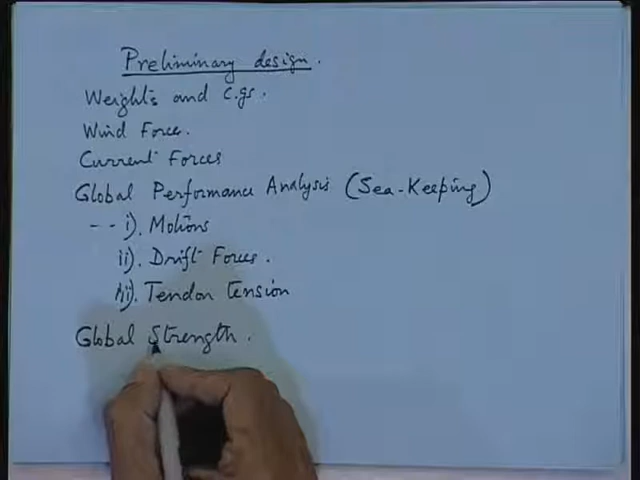 Preliminary design.
Weights and c.gs.
Wind Force.
Current Forces
Global Performance Analysis (Sea-Keeping)
-- i). Motions
ii). Drift Forces.
iii). Tendon Tension
Global Strength.